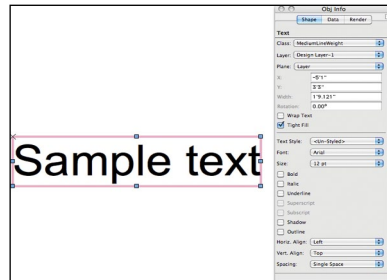 Obj Info
Shape Data Render
Text
Class: MediumLineWeight
Layer: Design Layer-1
Plane: Layer
X: -5'1"
Y: 3'5"
Width: 1'9.121"
Rotation: 0.00°
Wrap Text
Tight Fill
Text Style: <Un-Styled>
Font: Arial
Size: 12 pt
Bold
Italic
Underline
Superscript
Subscript
Shadow
Outline
Horiz. Align: Left
Vert. Align: Top
Spacing: Single Space
Sample text